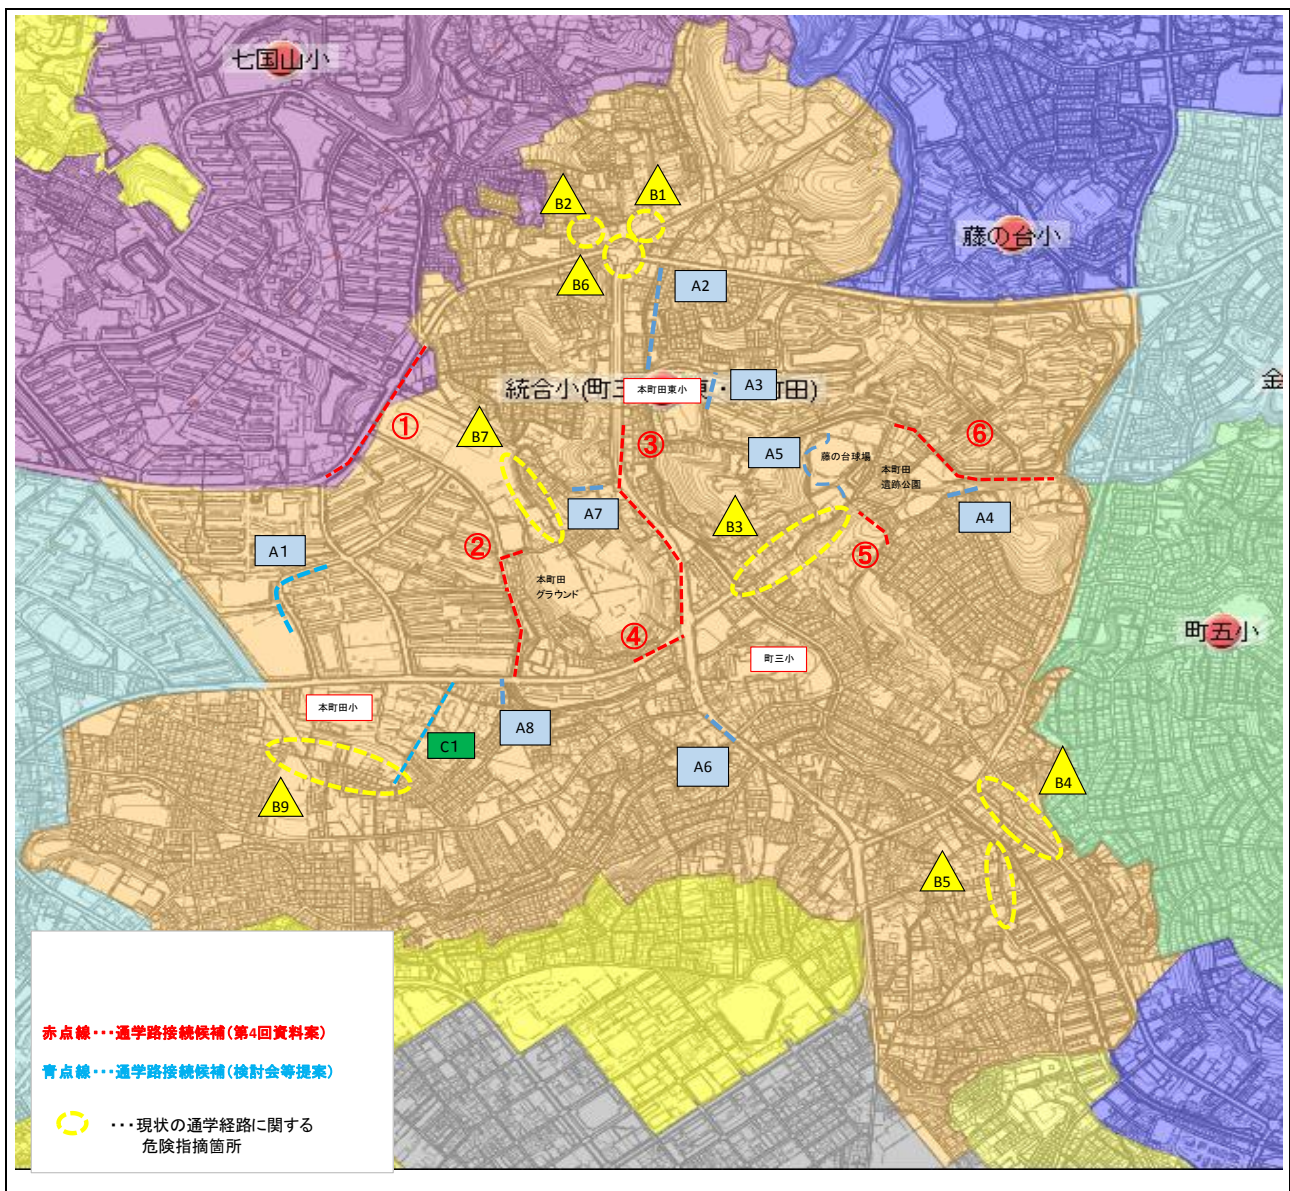 七国山小
B1
B2
藤の台小
B6
A2
統合小(町三
本町田東小
東・
町田)
A3
金
①
B7
③
⑥
A5
藤の台球場
本町田
遺跡公園
A7
B3
A4
②
A1
⑤
本町田
グラウンド
④
町五小
町三小
本町田小
A8
C1
A6
B9
B4
B5
赤点線・・・通学路接続候補(第4回資料案)
青点線・・・通学路接続候補(検討会等提案)
・・・現状の通学経路に関する
危険指摘箇所